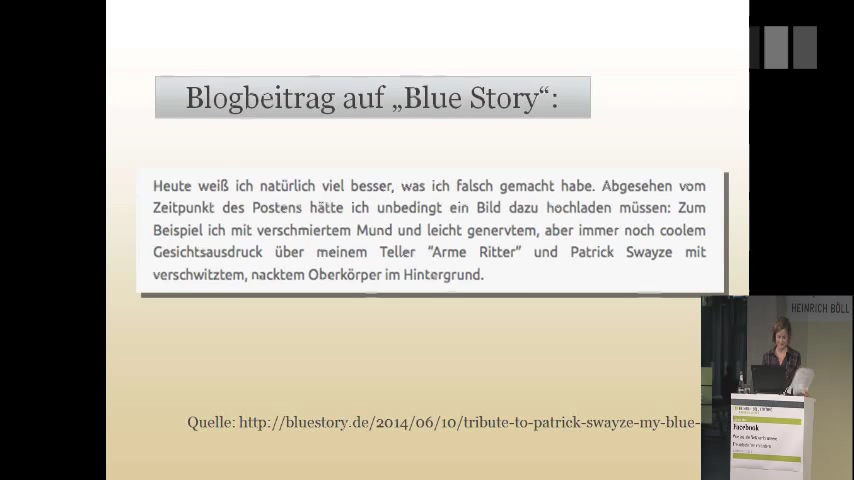 Blogbeitrag auf „Blue Story“:
Heute weiß ich natürlich viel besser, was ich falsch gemacht habe. Abgesehen vom
Zeitpunkt des Postens hätte ich unbedingt ein Bild dazu hochladen müssen: Zum
Beispiel ich mit verschmiertem Mund und leicht genervtem, aber immer noch coolem
Gesichtsausdruck über meinem Teller “Arme Ritter” und Patrick Swayze mit
verschwitztem, nacktem Oberkörper im Hintergrund.
HEINRICH BÖLL
facebook
Quelle: http://bluestory.de/2014/06/10/tribute-to-patrick-swayze-my-blue-